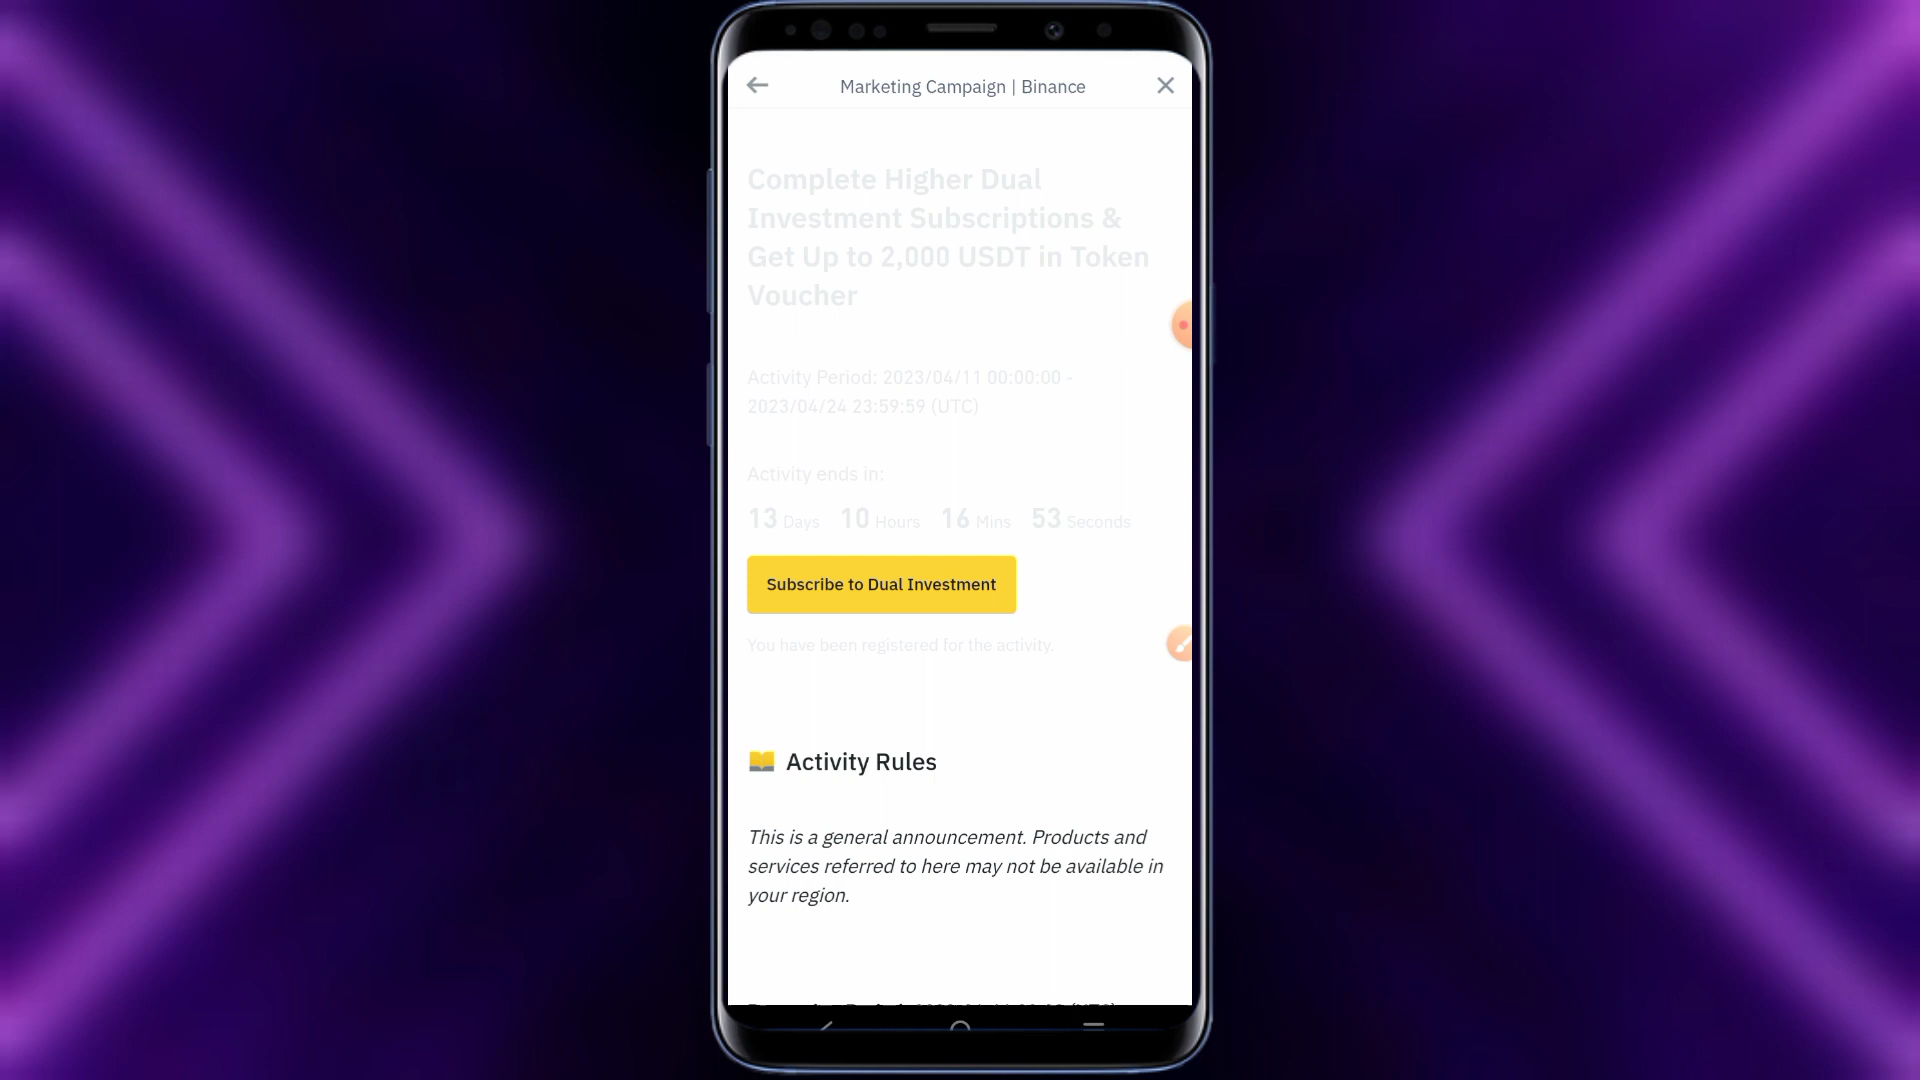 Marketing Campaign | Binance
Complete Higher Dual
Investment Subscriptions &
Get Up to 2,000 USDT in Token
Voucher
Activity Period: 2023/04/11 00:00:00 -
2023/04/24 23:59:59 (UTC)
Activity ends in:
13 Days 10 Hours 16 Mins 53 Seconds
Subscribe to Dual Investment
You have been registered for the activity.
Activity Rules
This is a general announcement. Products and
services referred to here may not be available in
your region.